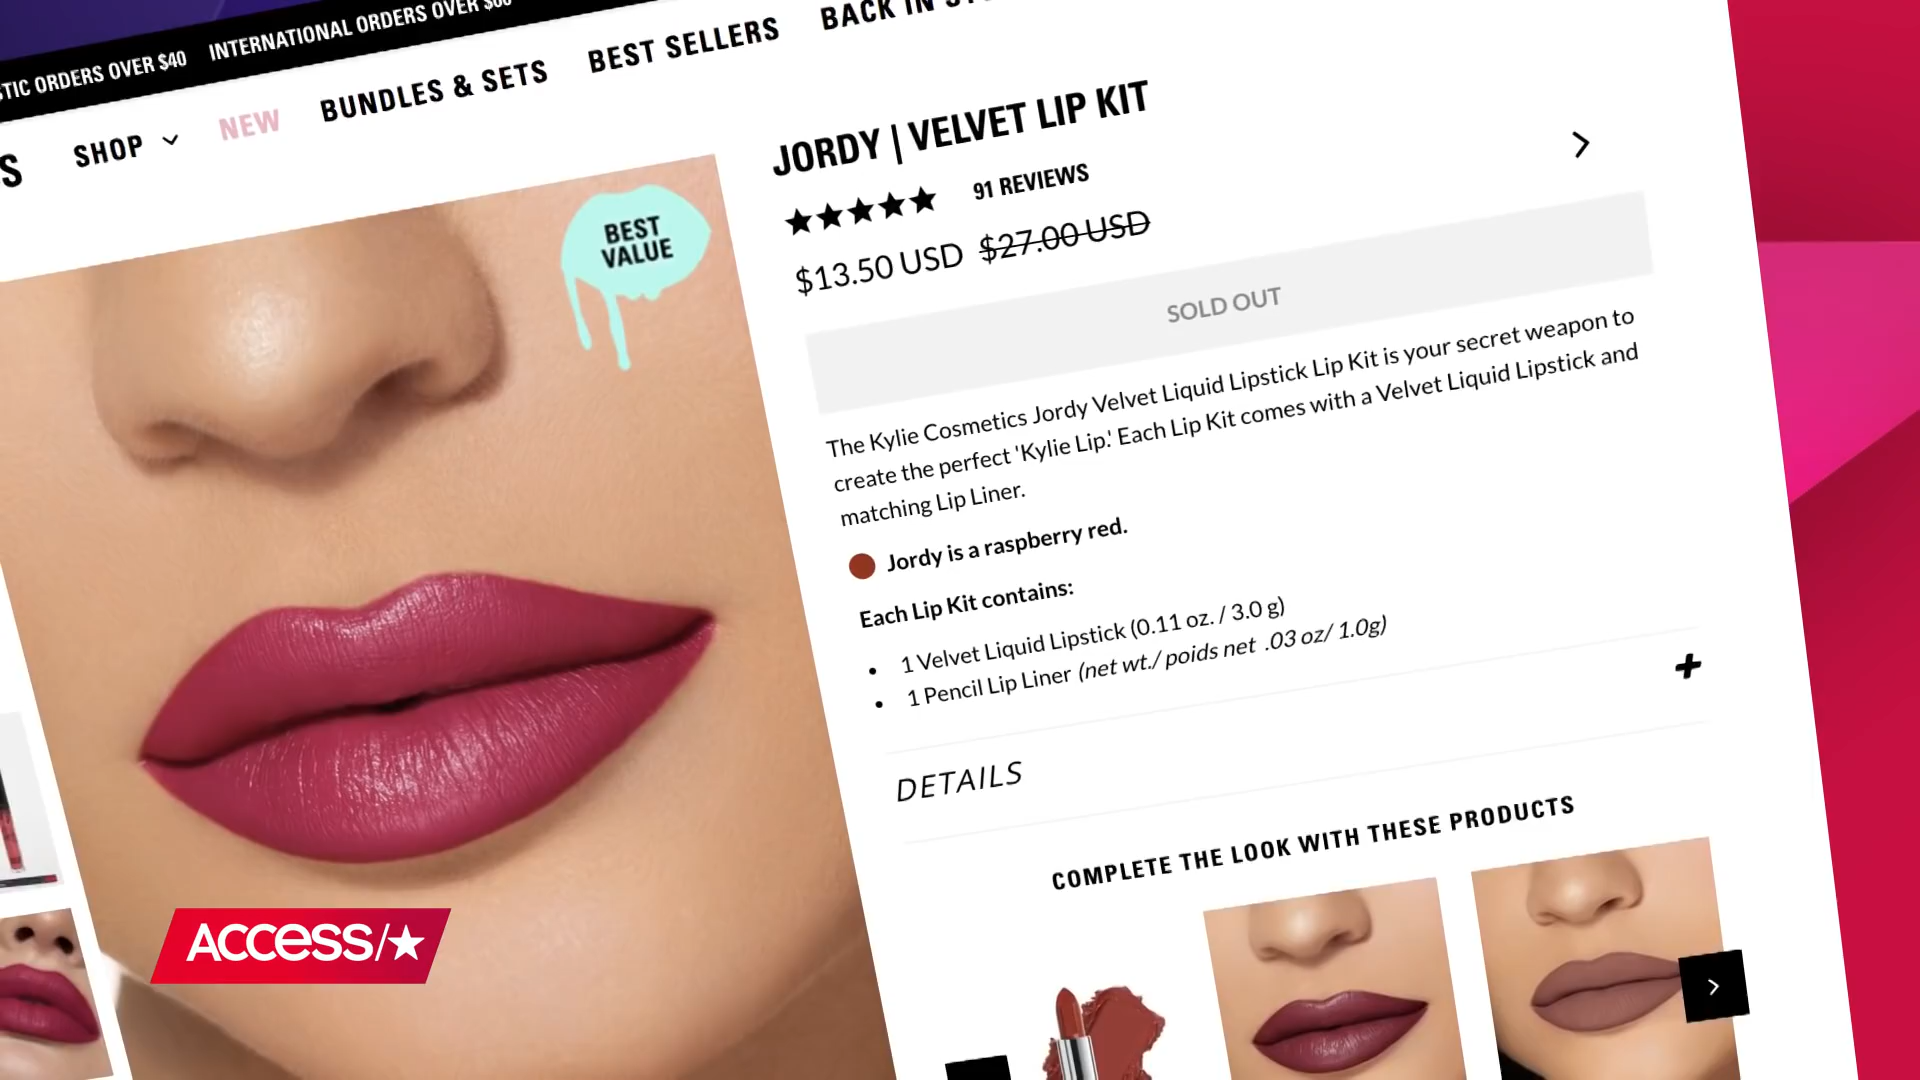 TIC ORDERS OVER $40 INTERNATIONAL ORDERS OVER
S SHOP NEW BUNDLES & SETS BEST SELLERS BACK IN
BEST
VALUE
JORDY | VELVET LIP KIT
91 REVIEWS
$13.50 USD $27.00 USD
SOLD OUT
The Kylie Cosmetics Jordy Velvet Liquid Lipstick Lip Kit is your secret weapon to
create the perfect 'Kylie Lip.' Each Lip Kit comes with a Velvet Liquid Lipstick and
matching Lip Liner.
Jordy is a raspberry red.
Each Lip Kit contains:
• 1 Velvet Liquid Lipstick (0.11 oz. / 3.0 g)
• 1 Pencil Lip Liner (net wt./ poids net .03 oz/ 1.0g)
DETAILS
COMPLETE THE LOOK WITH THESE PRODUCTS
ACCESS